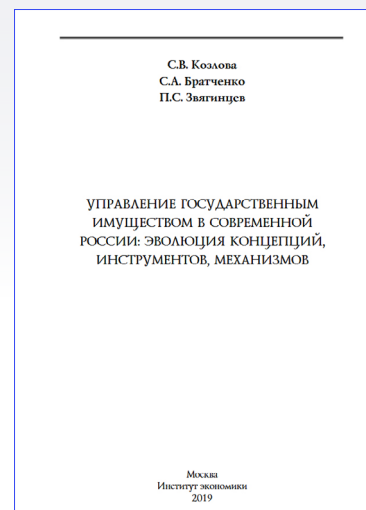 С.В. Козлова
С.А. Братченко
П.С. Звягинцев
УПРАВЛЕНИЕ ГОСУДАРСТВЕННЫМ
ИМУЩЕСТВОМ В СОВРЕМЕННОЙ
РОССИИ: ЭВОЛЮЦИЯ КОНЦЕПЦИЙ,
ИНСТРУМЕНТОВ, МЕХАНИЗМОВ
Москва
Институт экономики
2019